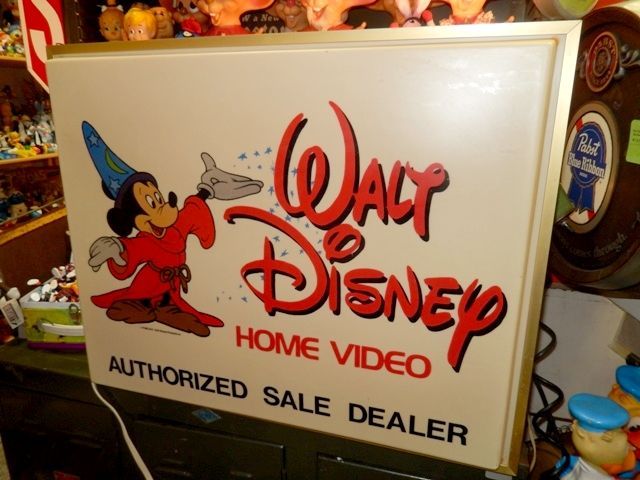 WALT
DISNEY
HOME VIDEO
AUTHORIZED SALE DEALER
Pabst
Blue Ribbon